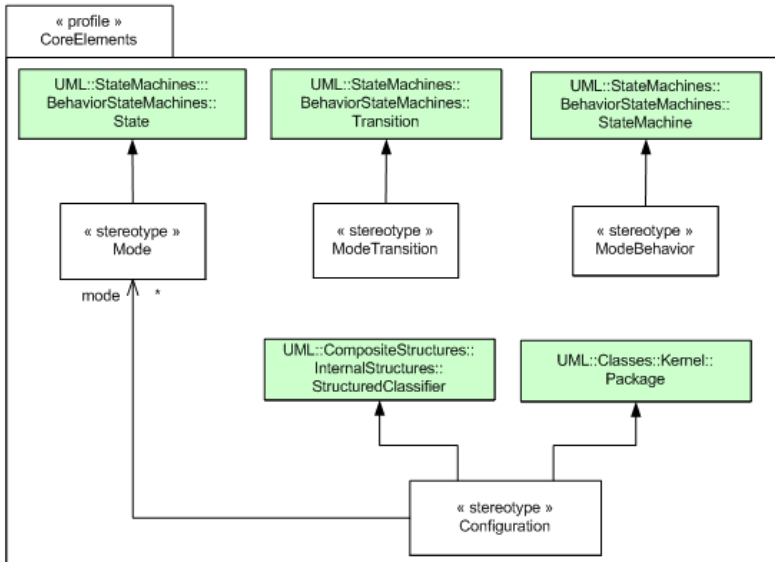 « profile »
CoreElements
UML::StateMachines:::
BehaviorStateMachines::
State
UML::StateMachines::
BehaviorStateMachines::
Transition
UML::StateMachines::
BehaviorStateMachines::
StateMachine
« stereotype »
Mode
« stereotype »
ModeTransition
« stereotype »
ModeBehavior
mode *
UML::CompositeStructures::
InternalStructures::
StructuredClassifier
UML::Classes::Kernel::
Package
« stereotype »
Configuration